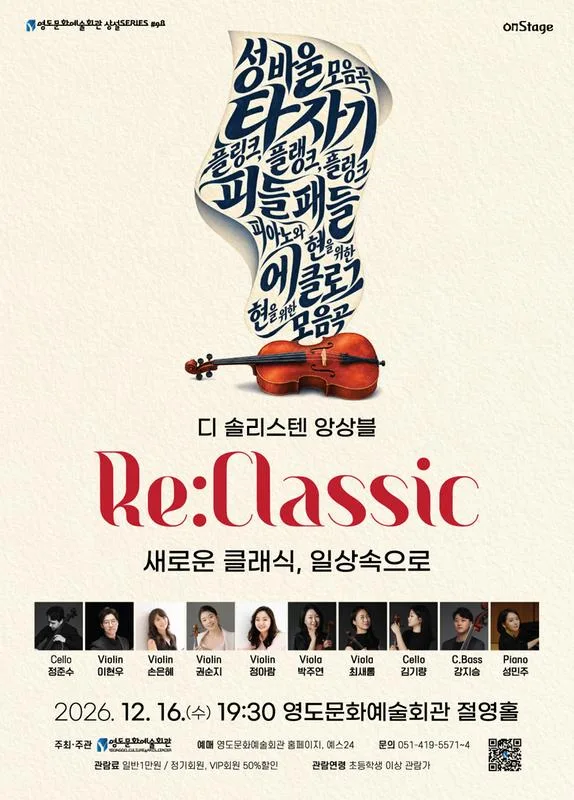 영도문화예술회관 상설SERIES #98
onStage
성바울 모음곡
타자기
플링크, 플랭크, 플렁크
피들패들
피아노와 현을위한
에클로그
현을위한 모음곡
디 솔리스텐 앙상블
Re:Classic
새로운 클래식, 일상속으로
Cello Violin Violin Violin Violin Viola Viola Cello C.Bass Piano
정준수 이현우 손은혜 권순지 정아람 박주연 최새롬 김기량 강지승 성민주
2026. 12. 16.(수) 19:30 영도문화예술회관 절영홀
주최·주관 영도문화예술회관 예매 영도문화예술회관 홈페이지, 예스24 문의 051-419-5571~4
YEONGDO CULTURE & ARTS CENTER
관람료 일반1만원 / 정기회원, VIP회원 50%할인 관람연령 초등학생 이상 관람가